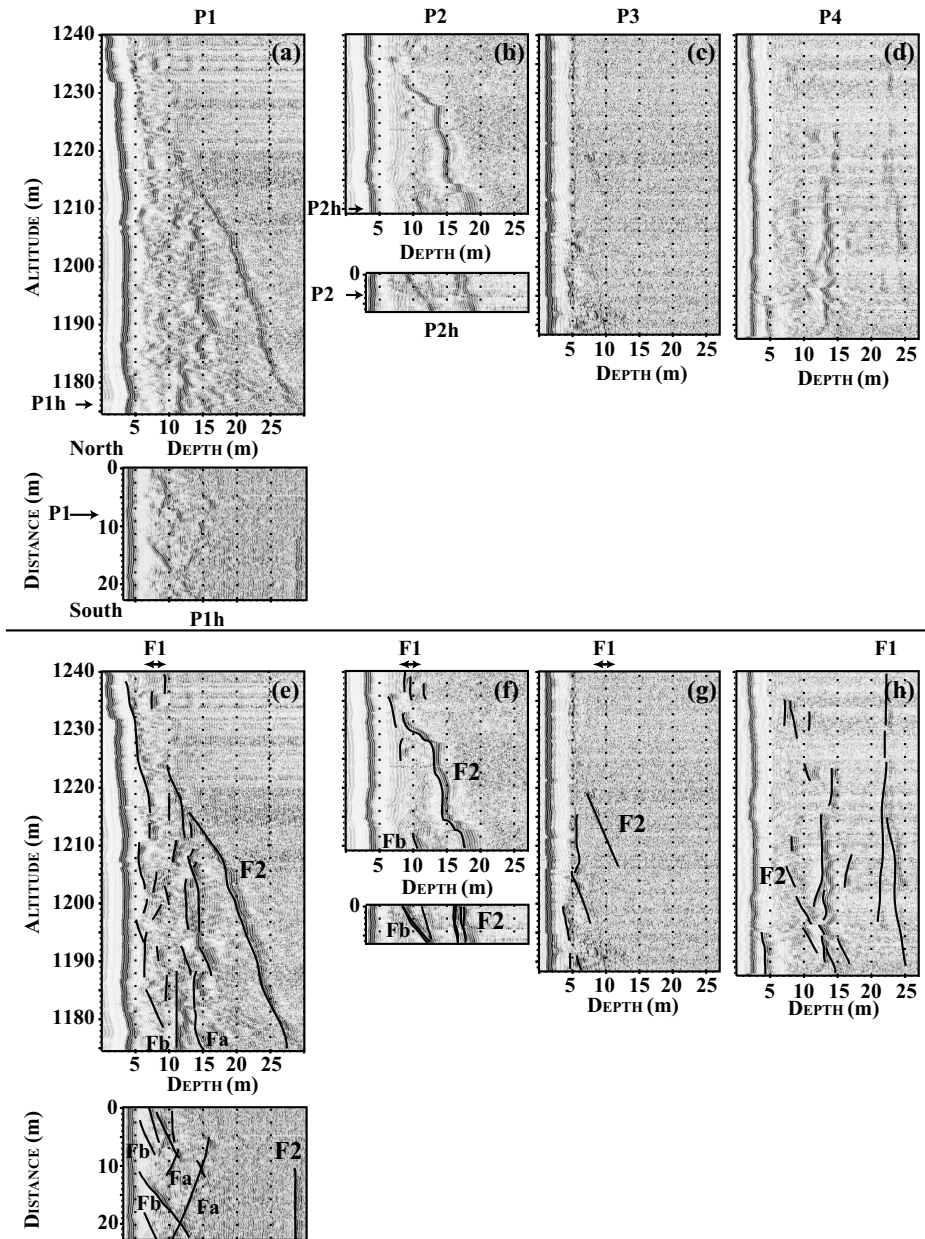 P1 P2 P3 P4
(a) (b) (c) (d)
1240
1230
1220
1210
1200
1190
1180
ALTITUDE (m)
P1h
5 10 15 20 25
North DEPTH (m)
P2h
5 10 15 20 25
DEPTH (m)
0
P2
P2h
5 10 15 20 25
DEPTH (m)
5 10 15 20 25
DEPTH (m)
0
P1
10
20
DISTANCE (m)
South P1h
F1 F1 F1 F1
(e) (f) (g) (h)
1240
1230
1220
1210
1200
1190
1180
ALTITUDE (m)
F2
Fb Fa
5 10 15 20 25
DEPTH (m)
F2
Fb
5 10 15 20 25
DEPTH (m)
0
Fb F2
F2
5 10 15 20 25
DEPTH (m)
F2
5 10 15 20 25
DEPTH (m)
0
10
20
DISTANCE (m)
Fb F2
Fa
Fb Fa